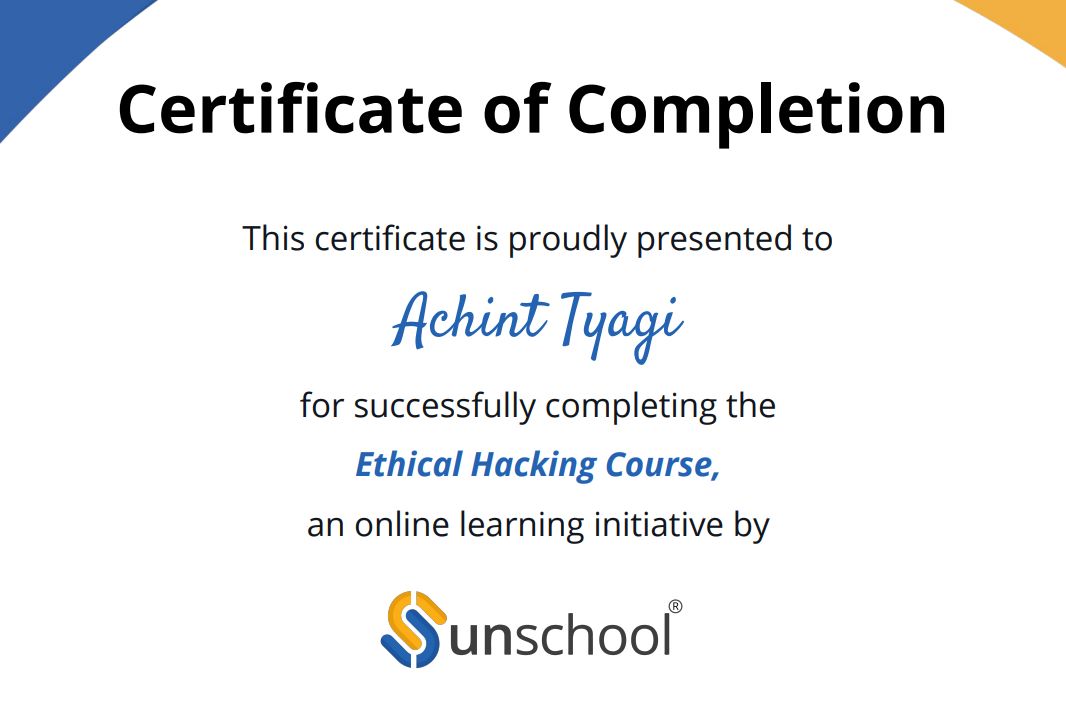 Certificate of Completion
This certificate is proudly presented to
Achint Tyagi
for successfully completing the
Ethical Hacking Course,
an online learning initiative by
unschool®